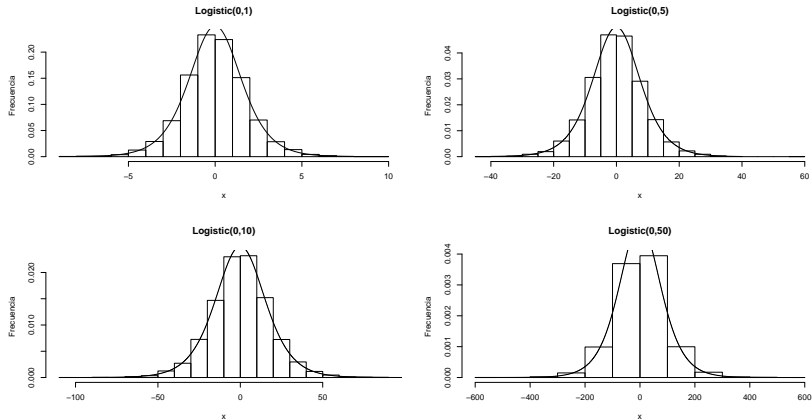 Logistic(0,1)
Frecuencia
0.00 0.05 0.10 0.15 0.20
−5 0 5 10
x
Logistic(0,5)
Frecuencia
0.00 0.01 0.02 0.03 0.04
−40 −20 0 20 40 60
x
Logistic(0,10)
Frecuencia
0.000 0.010 0.020
−100 −50 0 50
x
Logistic(0,50)
Frecuencia
0.000 0.001 0.002 0.003 0.004
−600 −400 −200 0 200 400 600
x